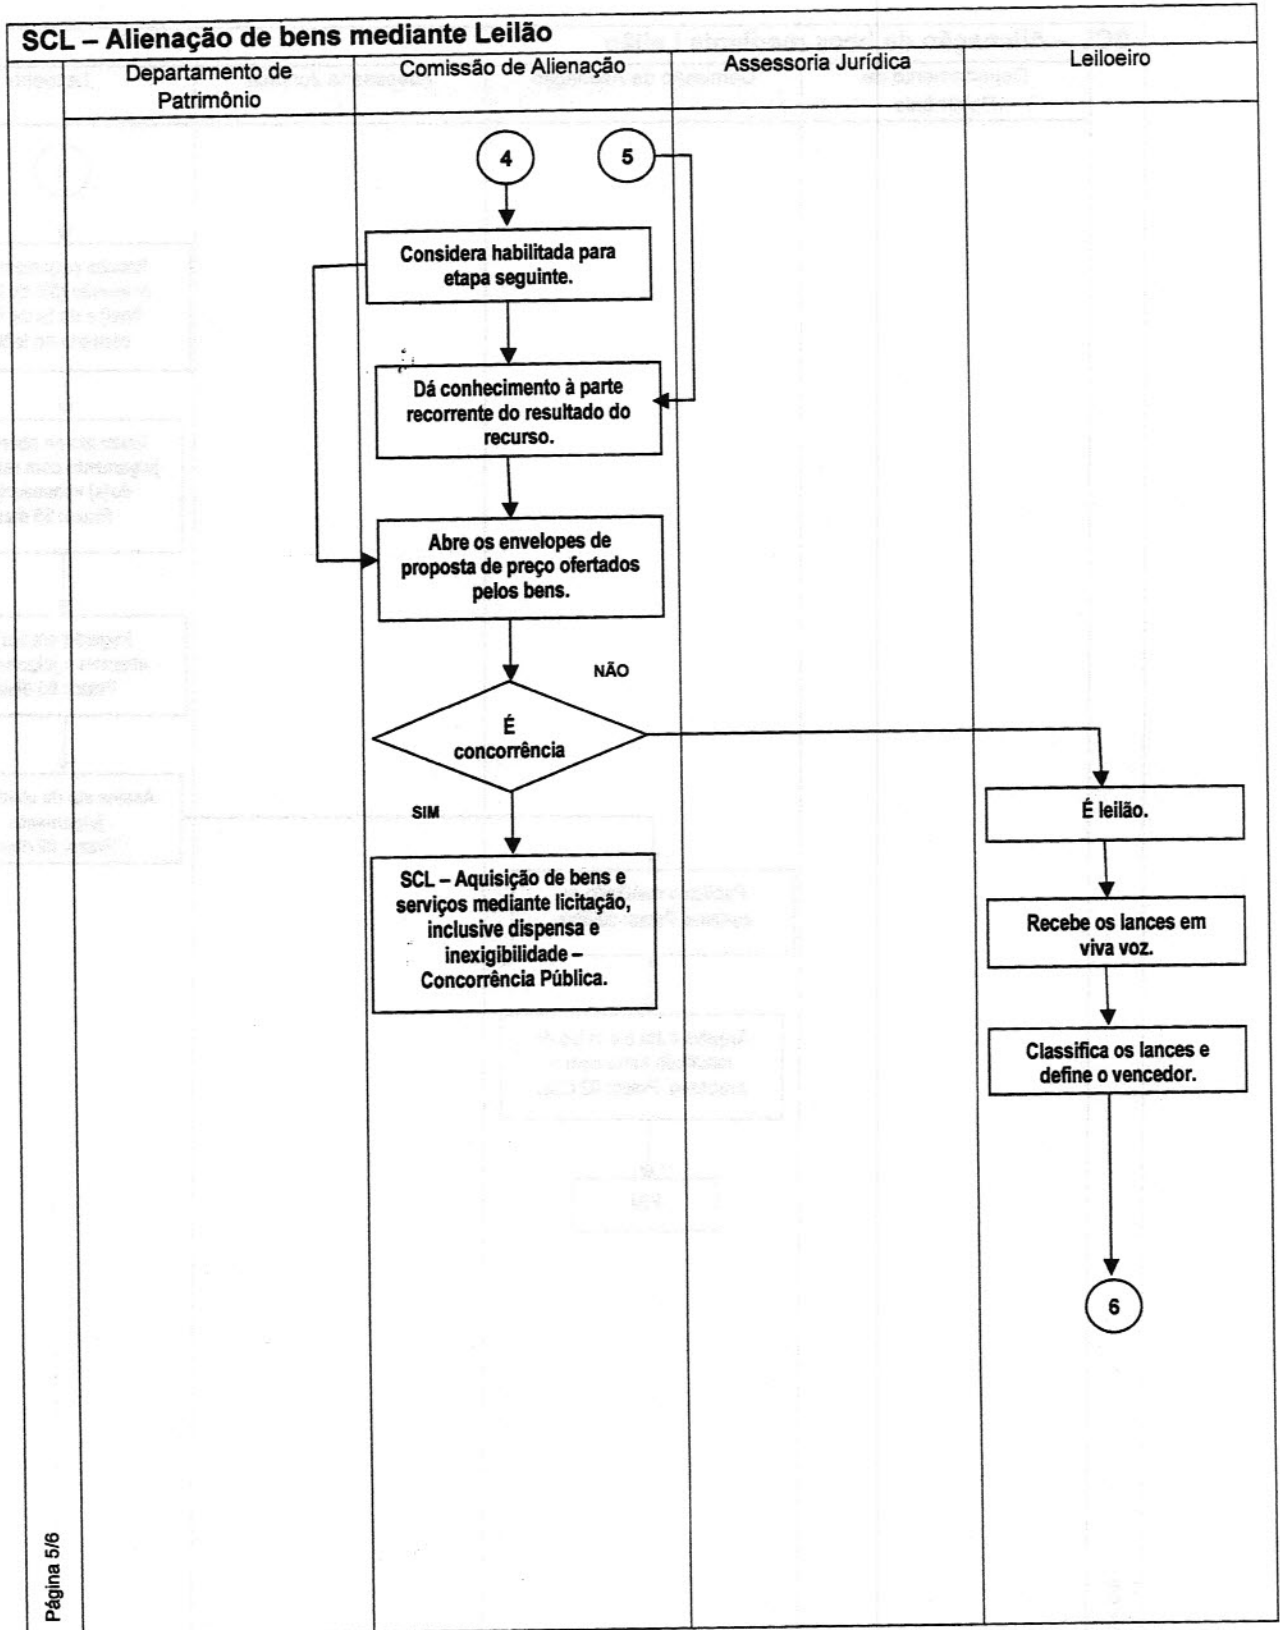 SCL – Alienação de bens mediante Leilão
Departamento de
Patrimônio
Comissão de Alienação
Assessoria Jurídica
Leiloeiro
4
5
Considera habilitada para
etapa seguinte.
Dá conhecimento à parte
recorrente do resultado do
recurso.
Abre os envelopes de
proposta de preço ofertados
pelos bens.
NÃO
É
concorrência
SIM
É leilão.
SCL – Aquisição de bens e
serviços mediante licitação,
inclusive dispensa e
inexigibilidade –
Concorrência Pública.
Recebe os lances em
viva voz.
Classifica os lances e
define o vencedor.
6
Página 5/6